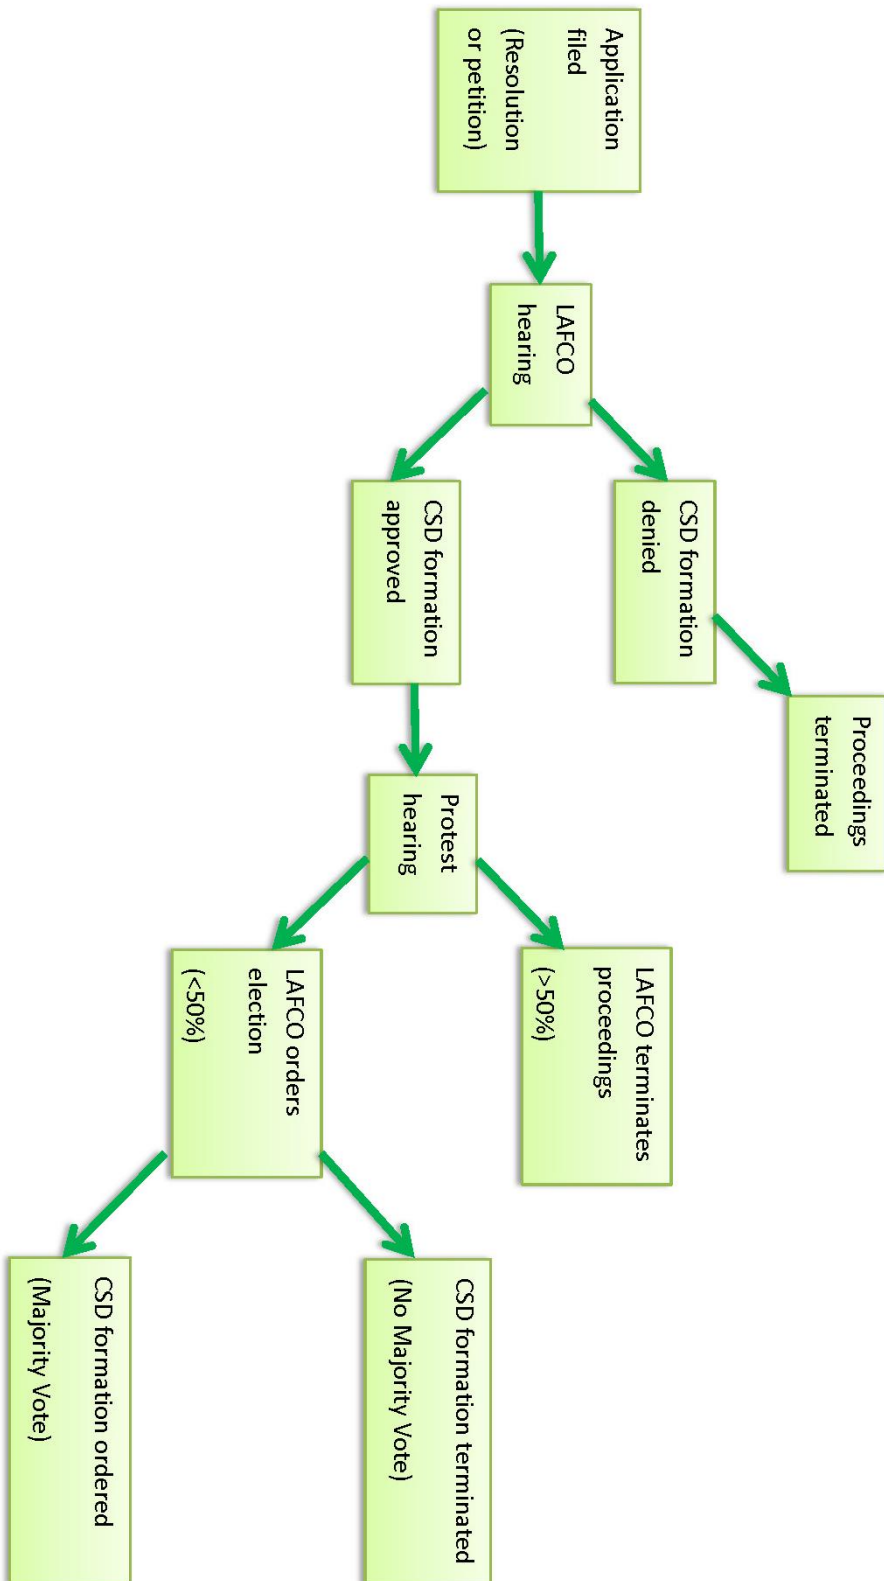 Application
filed
(Resolution
or petition)
LAFCO
hearing
CSD formation
denied
Proceedings
terminated
CSD formation
approved
Protest
hearing
LAFCO terminates
proceedings
(>50%)
LAFCO orders
election
(<50%)
CSD formation terminated
(No Majority Vote)
CSD formation ordered
(Majority Vote)